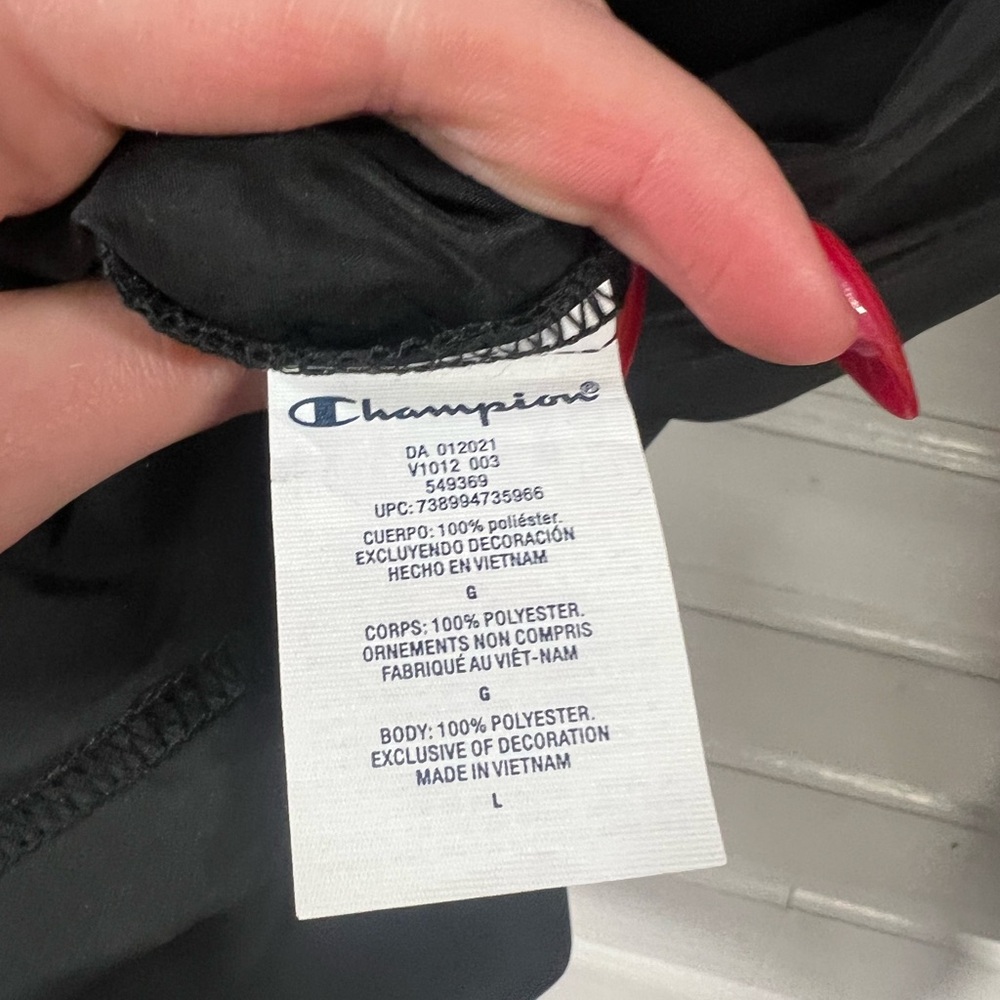 Champion®
DA 012021
V1012 003
549369
UPC: 738994735966
CUERPO: 100% poliéster.
EXCLUYENDO DECORACIÓN
HECHO EN VIETNAM
G
CORPS: 100% POLYESTER.
ORNEMENTS NON COMPRIS
FABRIQUÉ AU VIÊT-NAM
G
BODY: 100% POLYESTER.
EXCLUSIVE OF DECORATION
MADE IN VIETNAM
L